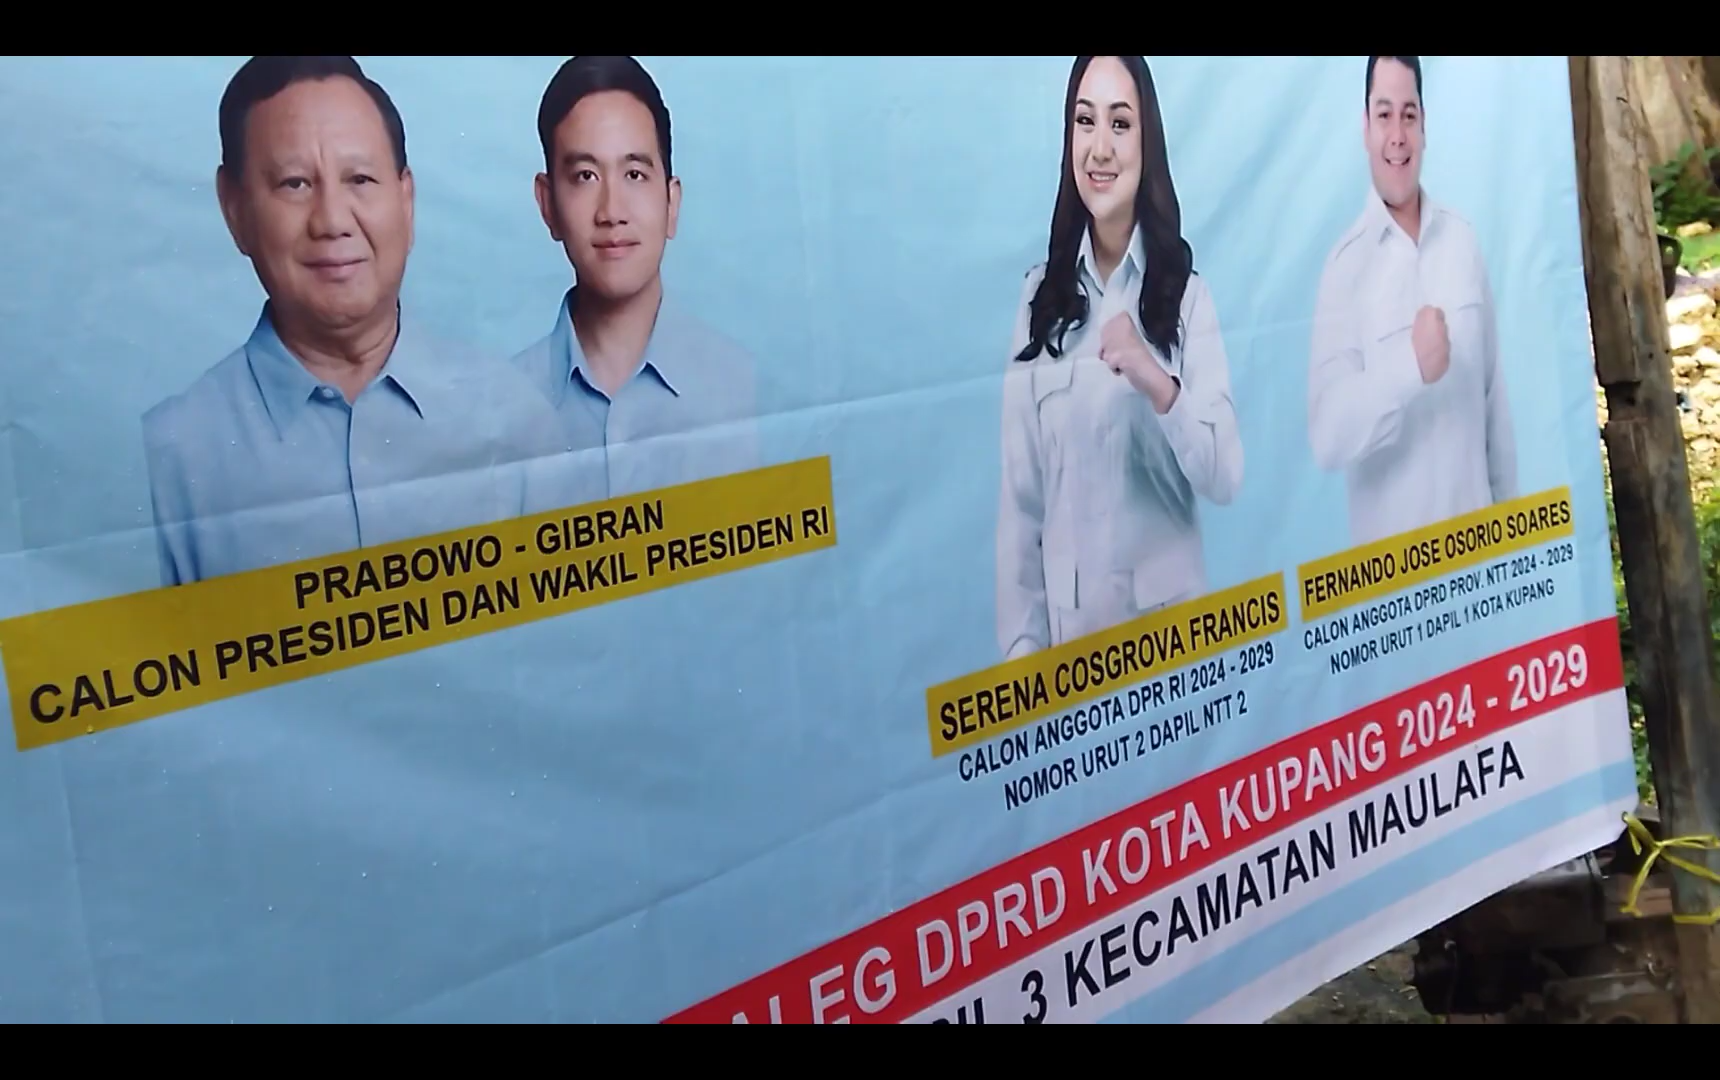 PRABOWO - GIBRAN
CALON PRESIDEN DAN WAKIL PRESIDEN RI
SERENA COSGROVA FRANCIS
CALON ANGGOTA DPR RI 2024 - 2029
NOMOR URUT 2 DAPIL NTT 2
FERNANDO JOSE OSORIO SOARES
CALON ANGGOTA DPRD PROV. NTT 2024 - 2029
NOMOR URUT 1 DAPIL 1 KOTA KUPANG
ALEG DPRD KOTA KUPANG 2024 - 2029
PIL 3 KECAMATAN MAULAFA